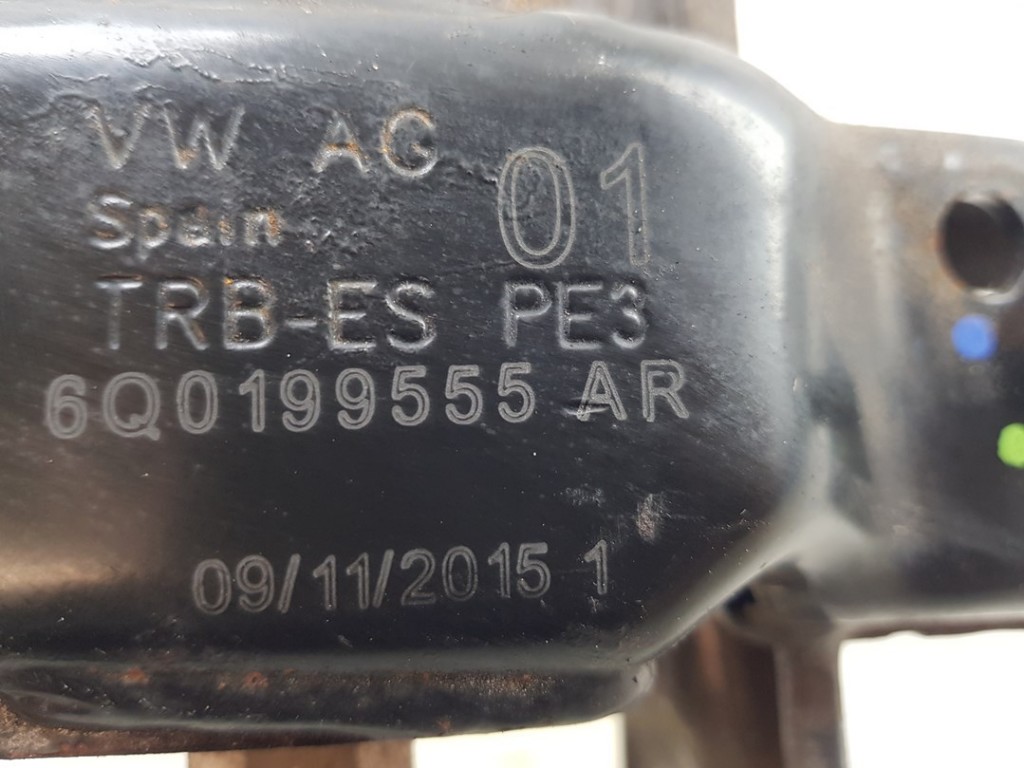 VW AG 01
Spain
TRB-ES PE3
6Q0199555 AR
09/11/2015 1